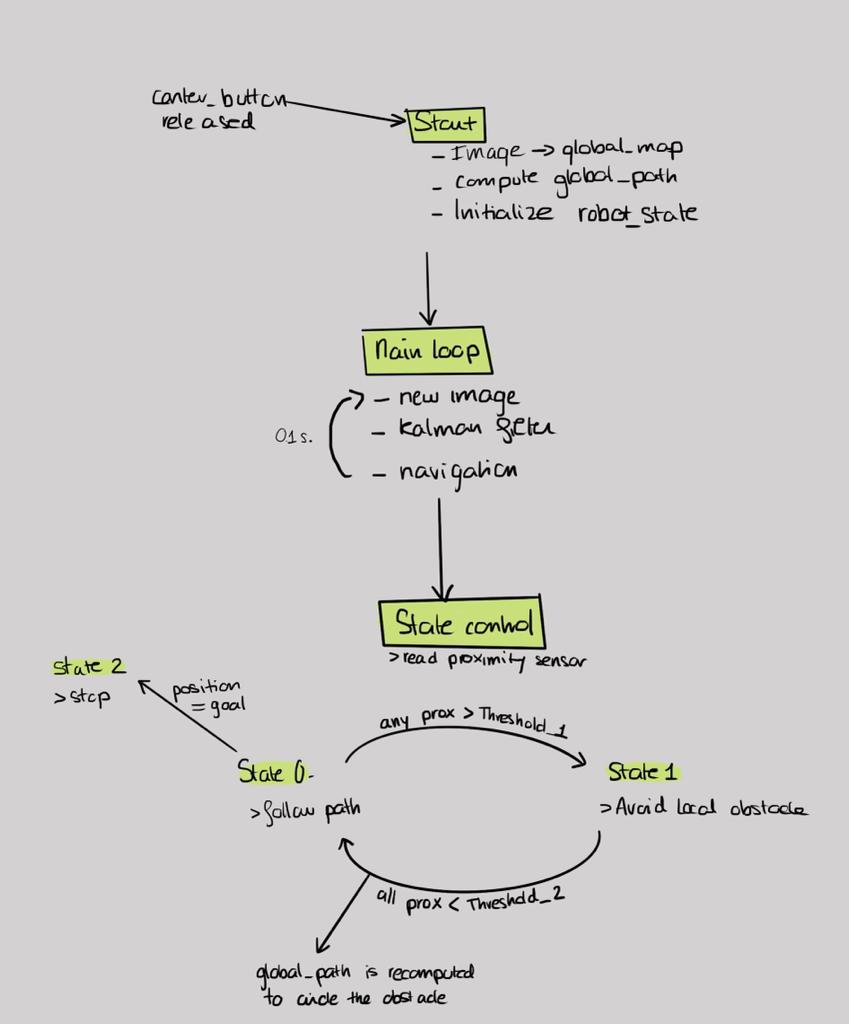 center_button
released
Start
- Image → global_map
- compute global_path
- Initialize robot_state
Main loop
- new image
- kalman filter
01s.
- navigation
State control
> read proximity sensor
State 2
> stop
position
= goal
any prox > Threshold_1
State 0.
> follow path
State 1
> Avoid local obstacle
all prox < Threshold_2
global_path is recomputed
to circle the obstacle